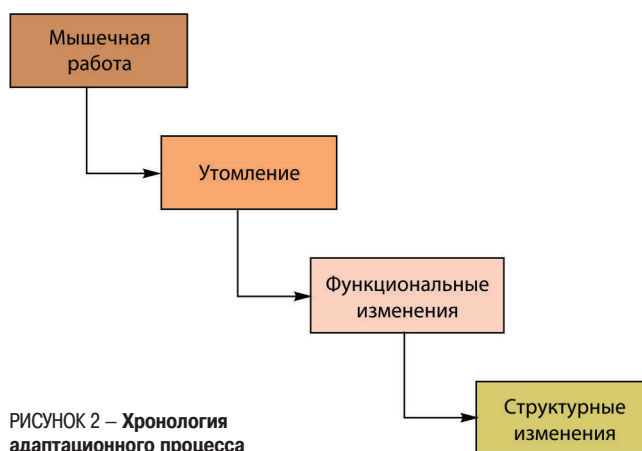 Мышечная
работа
Утомление
Функциональные
изменения
Структурные
изменения
РИСУНОК 2 – Хронология
адаптационного процесса